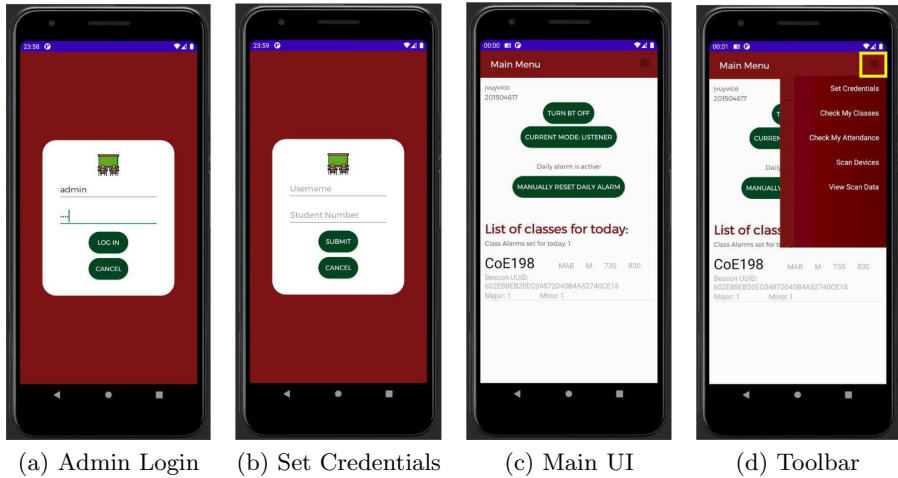 23:58
admin
....
LOG IN
CANCEL
(a) Admin Login
23:59
Username
Student Number
SUBMIT
CANCEL
(b) Set Credentials
00:00
Main Menu
jvuyvico
201504617
TURN BT OFF
CURRENT MODE: LISTENER
Daily alarm is active!
MANUALLY RESET DAILY ALARM
List of classes for today:
Class Alarms set for today: 1
CoE198 MAB M 730 830
Beacon UUID:
602EB8EB20EC04872040B4A52740CE18
Major: 1 Minor 1
(c) Main UI
00:01
Main Menu
jvuyvico
201504617
T
CURREN
Daily
MANUALLY
Set Credentials
Check My Classes
Check My Attendance
Scan Devices
View Scan Data
List of class
Class Alarms set for t
CoE198 MAB M 730 830
Beacon UUID:
602EB8EB20EC04872040B4A52740CE18
Major: 1 Minor 1
(d) Toolbar